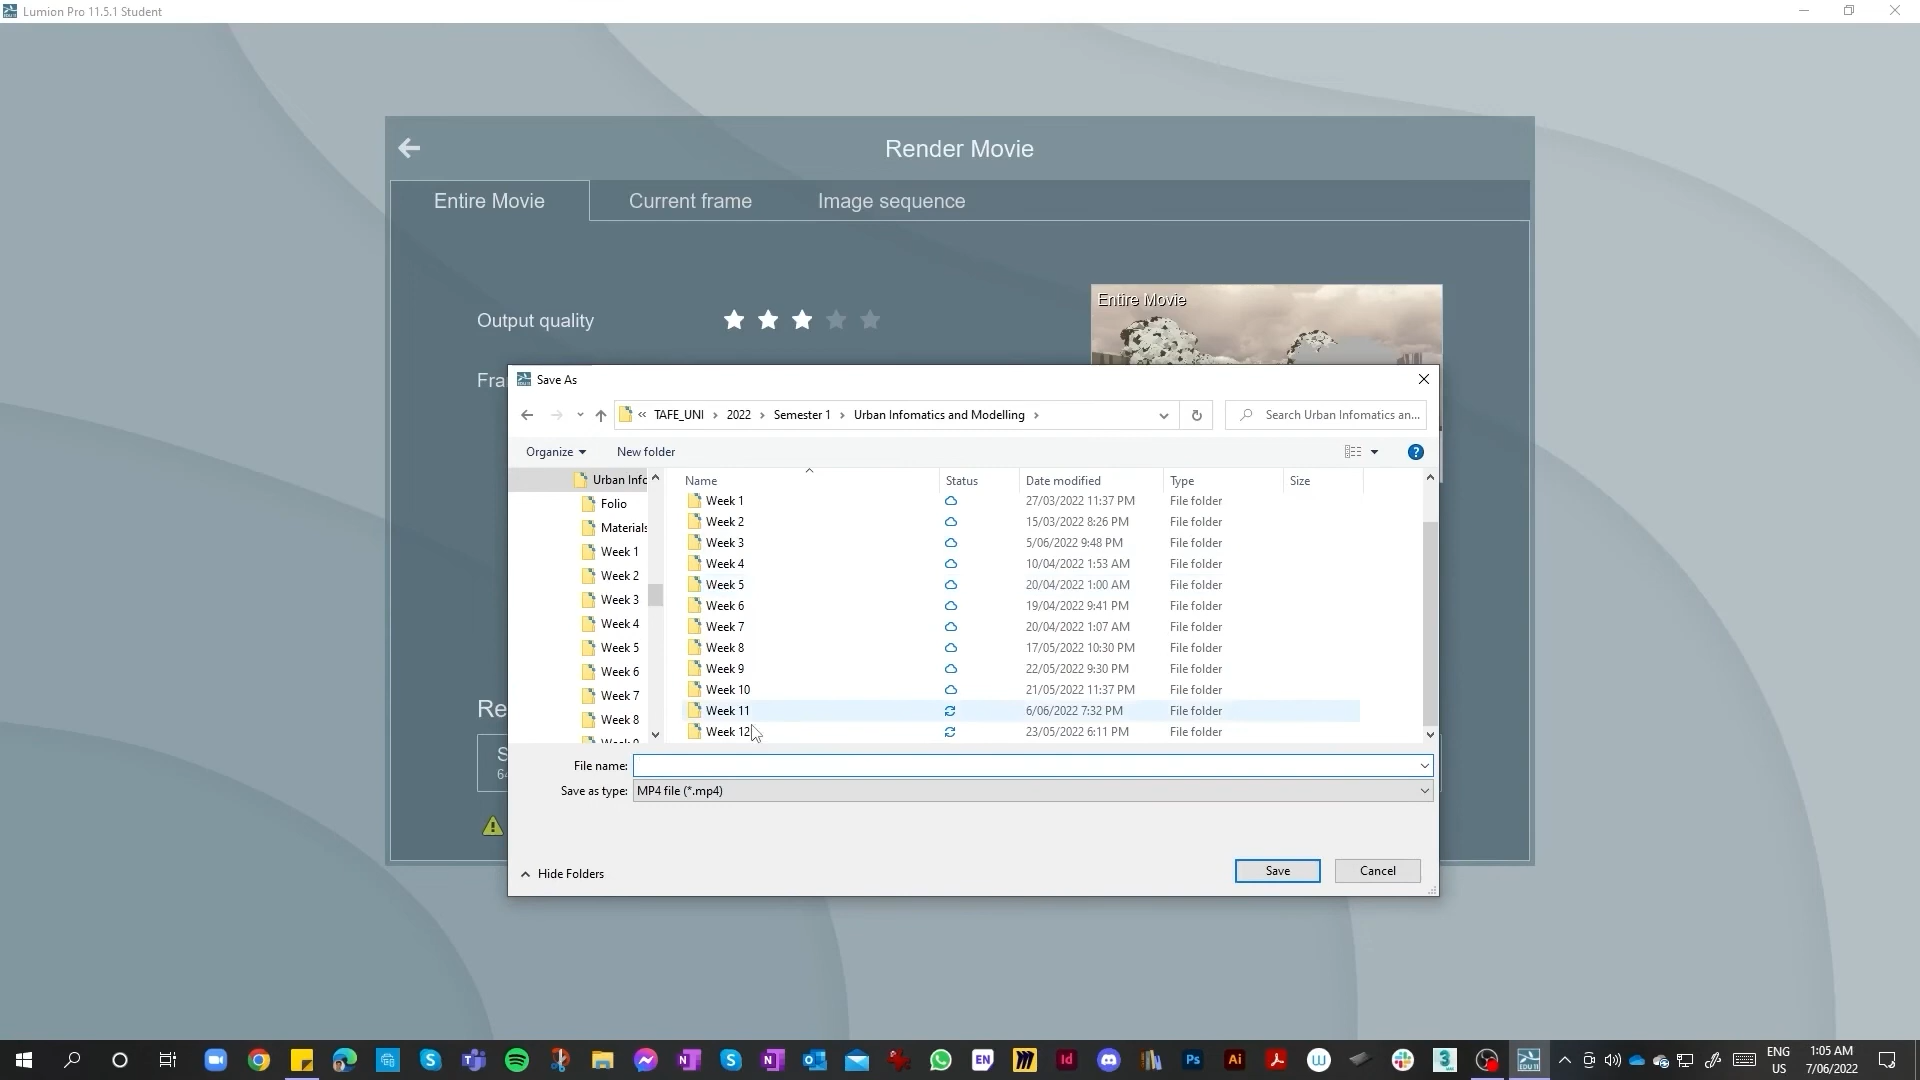 Lumion Pro 11.5.1 Student
Render Movie
Entire Movie
Current frame
Image sequence
Output quality
Entire Movie
Fra
Save As
« TAFE_UNI › 2022 › Semester 1 › Urban Infomatics and Modelling ›
Search Urban Infomatics an...
Organize
New folder
Name
Status
Date modified
Type
Size
Urban Info
Folio
Materials
Week 1
Week 2
Week 3
Week 4
Week 5
Week 6
Week 7
Week 8
Week 1 27/03/2022 11:37 PM File folder
Week 2 15/03/2022 8:26 PM File folder
Week 3 5/06/2022 9:48 PM File folder
Week 4 10/04/2022 1:53 AM File folder
Week 5 20/04/2022 1:00 AM File folder
Week 6 19/04/2022 9:41 PM File folder
Week 7 20/04/2022 1:07 AM File folder
Week 8 17/05/2022 10:30 PM File folder
Week 9 22/05/2022 9:30 PM File folder
Week 10 21/05/2022 11:37 PM File folder
Week 11 6/06/2022 7:32 PM File folder
Week 12 23/05/2022 6:11 PM File folder
Re
S
64
File name:
Save as type: MP4 file (*.mp4)
Hide Folders
Save
Cancel
ENG
US
1:05 AM
7/06/2022